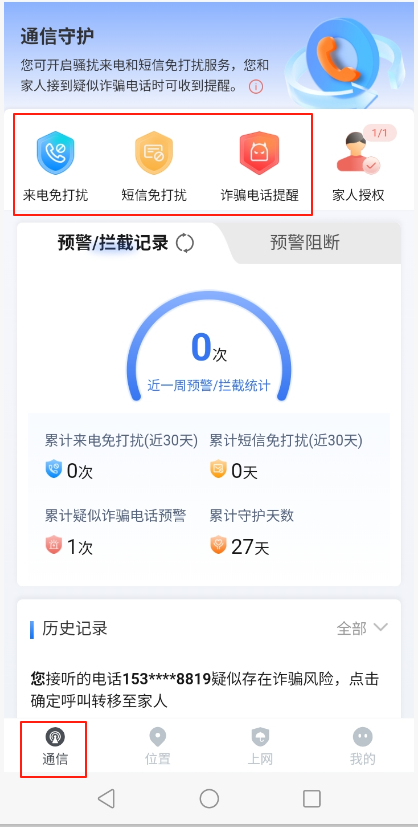 通信守护
您可开启骚扰来电和短信免打扰服务，您和
家人接到疑似诈骗电话时可收到提醒。
1/1
来电免打扰 短信免打扰 诈骗电话提醒 家人授权
预警/拦截记录 预警阻断
0次
近一周预警/拦截统计
累计来电免打扰(近30天) 累计短信免打扰(近30天)
0次 0天
累计疑似诈骗电话预警 累计守护天数
1次 27天
历史记录 全部
您接听的电话153****8819疑似存在诈骗风险，点击
确定呼叫转移至家人
通信 位置 上网 我的